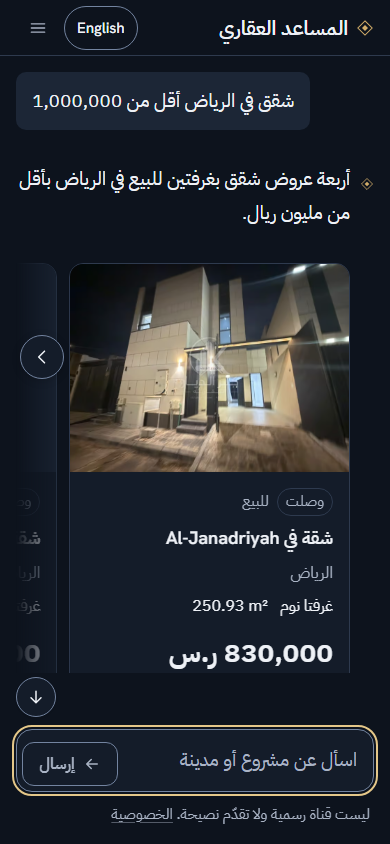 المساعد العقاري
English
شقق في الرياض أقل من 1,000,000
أربعة عروض شقق بغرفتين للبيع في الرياض بأقل
من مليون ريال.
وصلت للبيع
شقة في Al-Janadriyah
الرياض
غرفتا نوم 250.93 m²
830,000 ر.س
اسأل عن مشروع أو مدينة
إرسال
ليست قناة رسمية ولا تقدّم نصيحة. الخصوصية